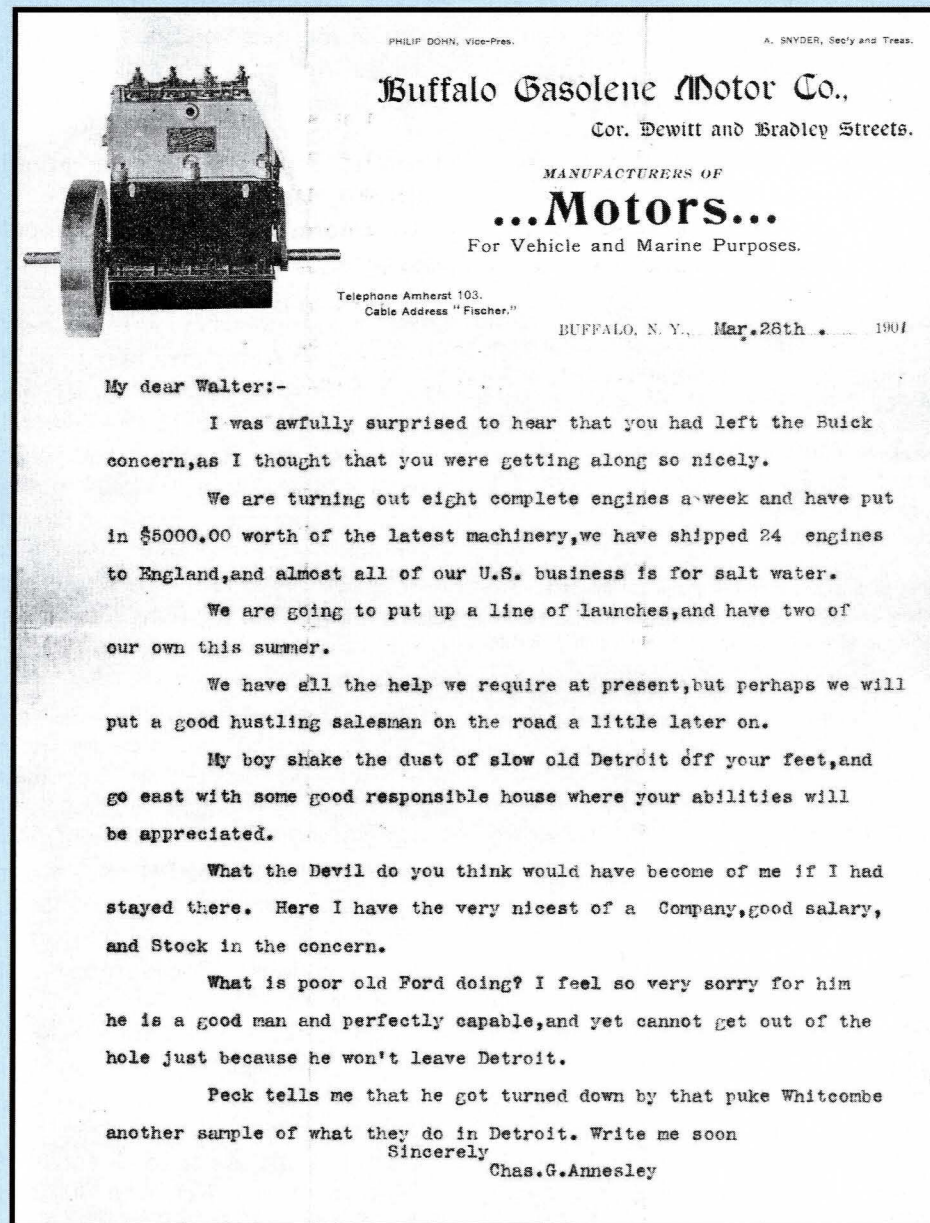 PHILIP DOHN, Vice-Pres.
A. SNYDER, Sec'y and Treas.
Buffalo Gasolene Motor Co.,
Cor. Dewitt and Bradley Streets.
MANUFACTURERS OF
...Motors...
For Vehicle and Marine Purposes.
Telephone Amherst 103.
Cable Address "Fischer."
BUFFALO, N. Y., Mar.28th . 1901
My dear Walter:-
I was awfully surprised to hear that you had left the Buick
concern,as I thought that you were getting along so nicely.
We are turning out eight complete engines a week and have put
in $5000.00 worth of the latest machinery,we have shipped 24 engines
to England,and almost all of our U.S. business is for salt water.
We are going to put up a line of launches,and have two of
our own this summer.
We have all the help we require at present,but perhaps we will
put a good hustling salesman on the road a little later on.
My boy shake the dust of slow old Detroit off your feet,and
go east with some good responsible house where your abilities will
be appreciated.
What the Devil do you think would have become of me if I had
stayed there. Here I have the very nicest of a Company,good salary,
and Stock in the concern.
What is poor old Ford doing? I feel so very sorry for him
he is a good man and perfectly capable,and yet cannot get out of the
hole just because he won't leave Detroit.
Peck tells me that he got turned down by that puke Whitcombe
another sample of what they do in Detroit. Write me soon
Sincerely
Chas.G.Annesley